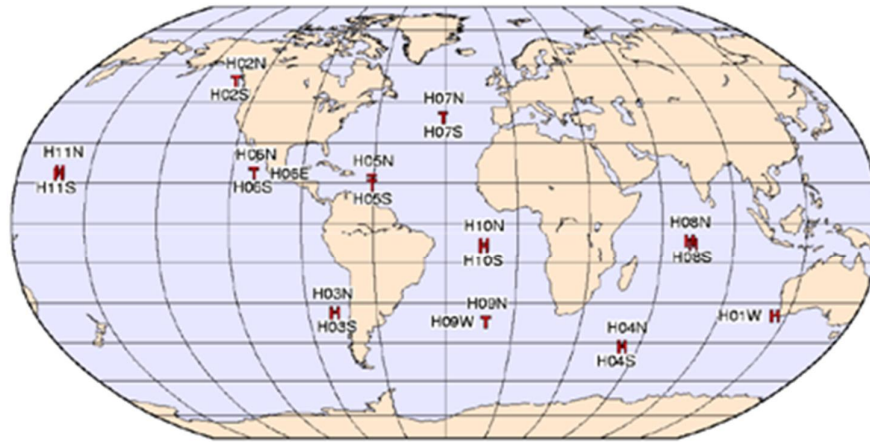 H02N
T
H02S
H07N
T
H07S
H11N
H
H11S
H06N
T H06E
H06S
H05N
T
H05S
H10N
H
H10S
H08N
H
H08S
H03N
H
H03S
H09N
H09W T
H01W H
H04N
H
H04S